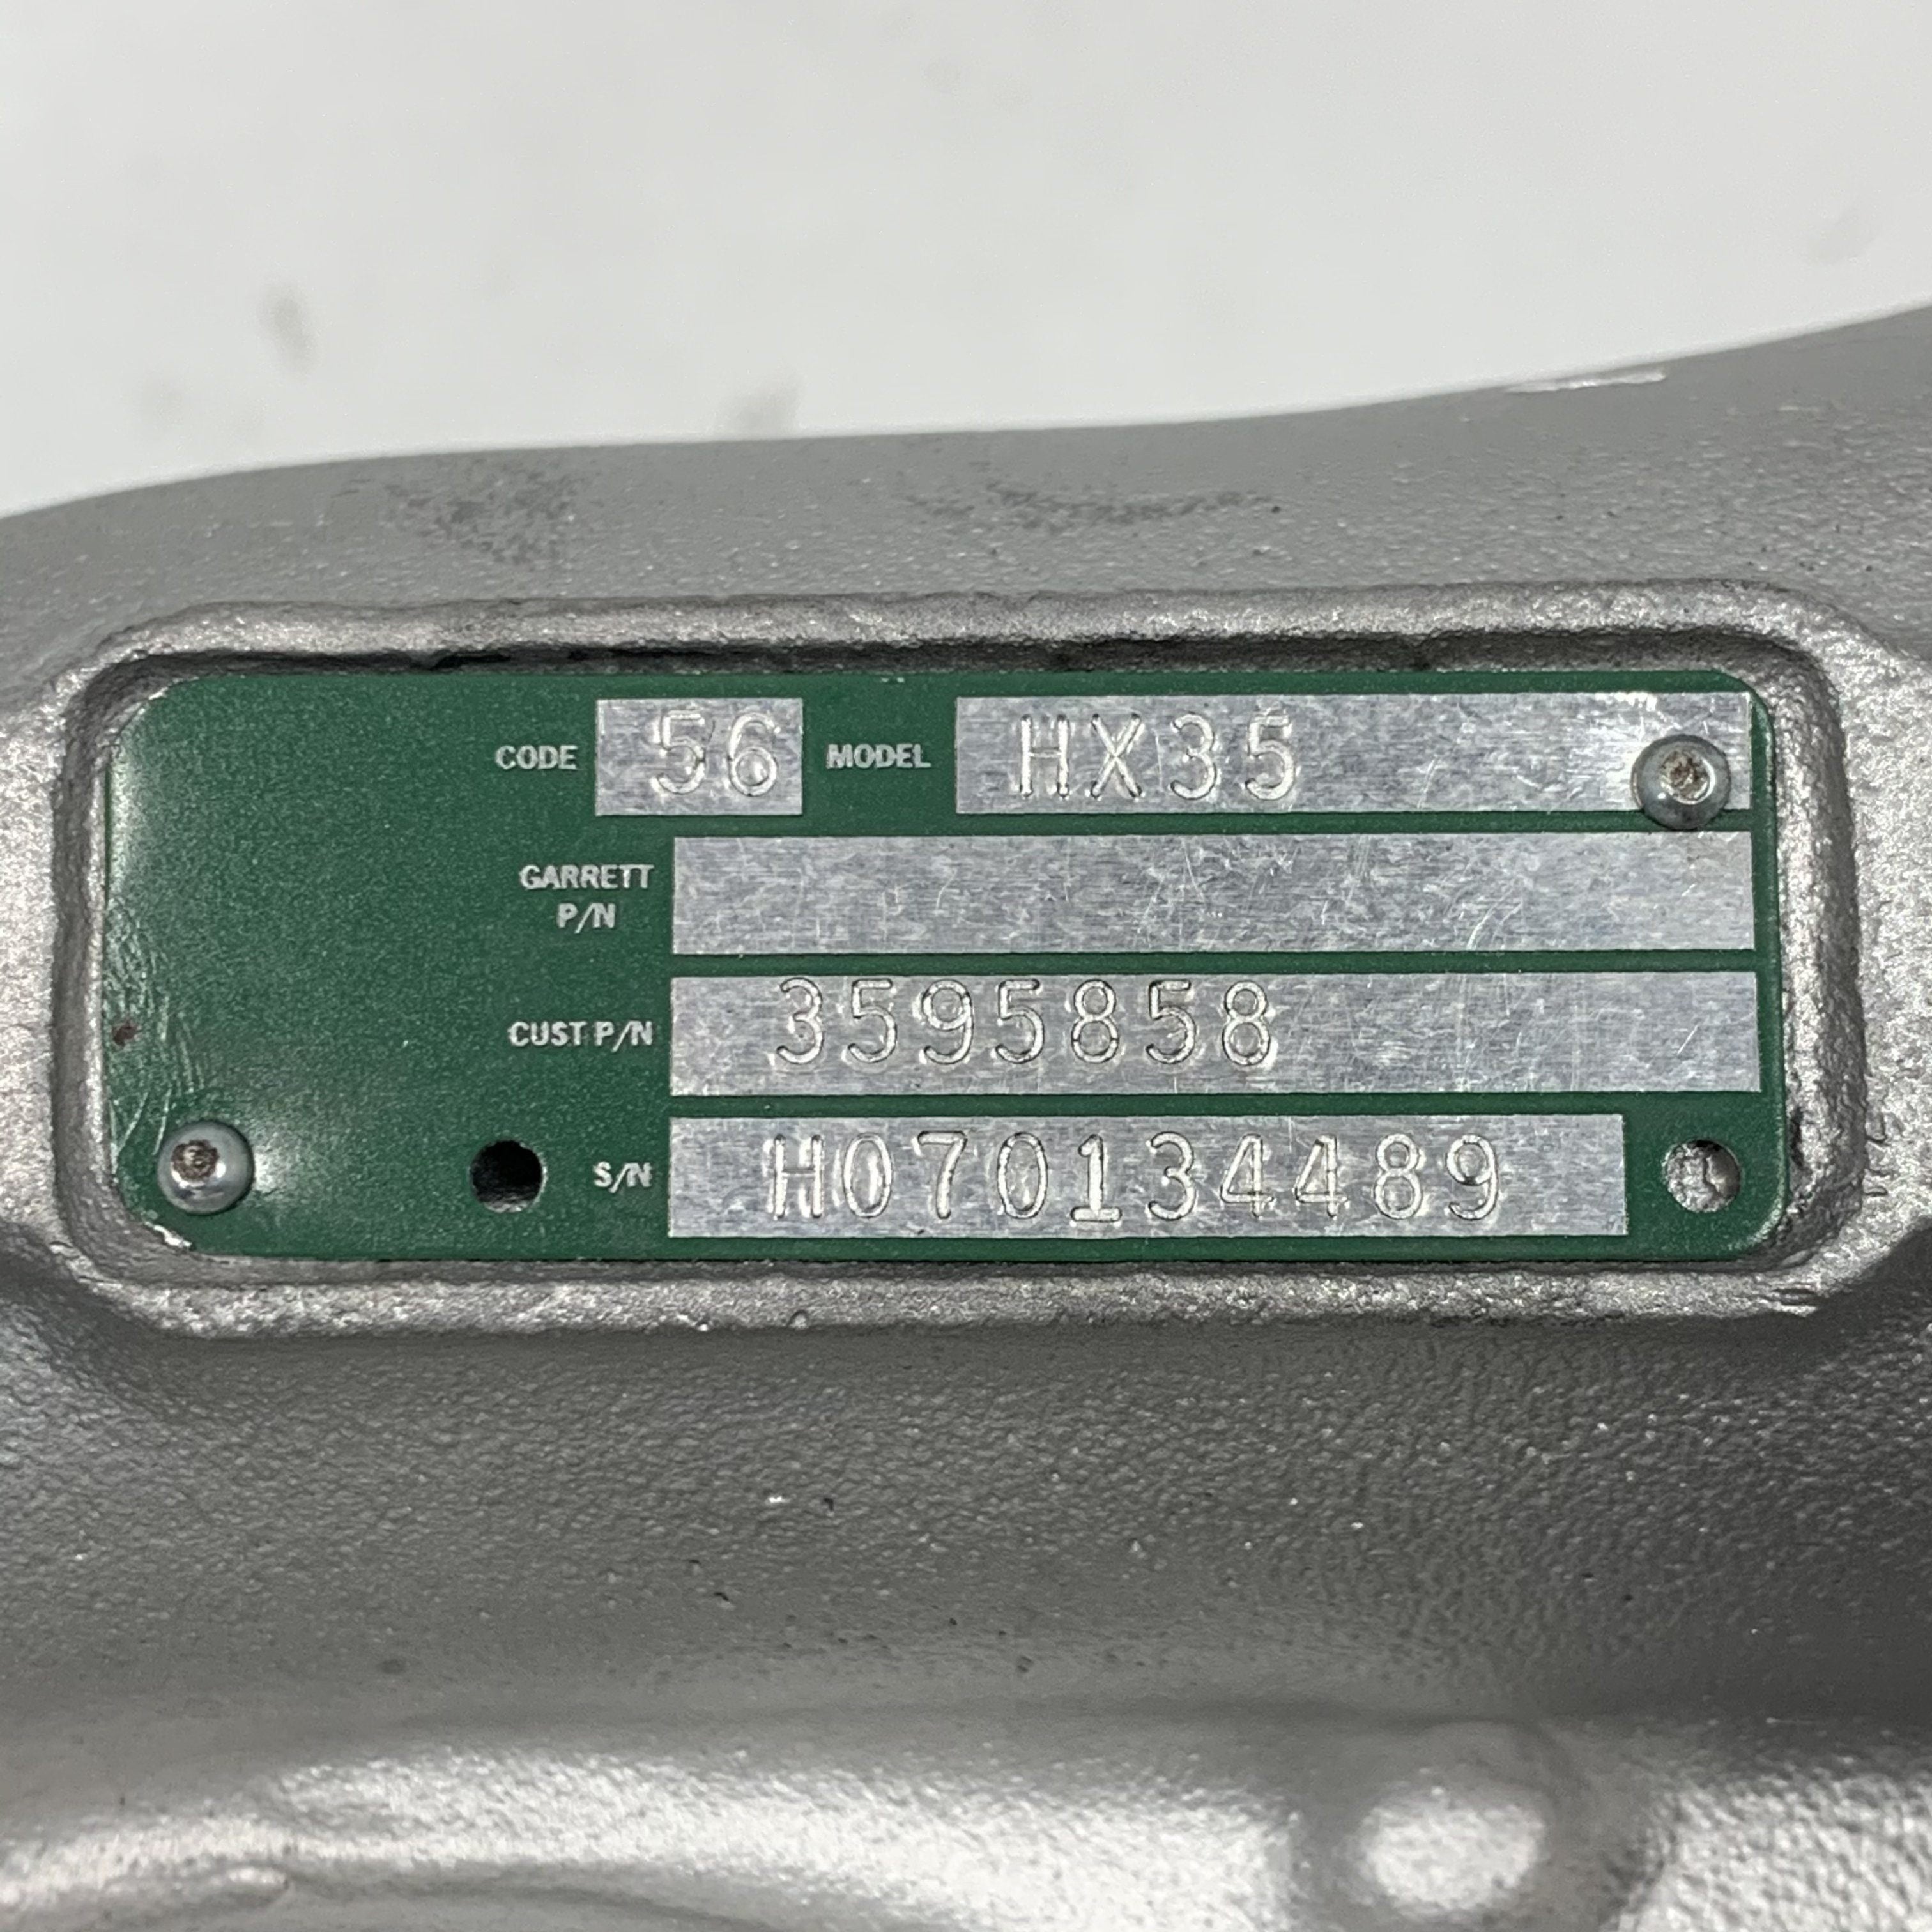 CODE 56 MODEL HX35
GARRETT
P/N
CUST P/N 3595858
S/N H070134489